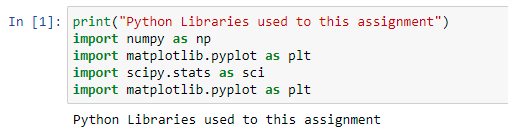 In [1]: print("Python Libraries used to this assignment")
import numpy as np
import matplotlib.pyplot as plt
import scipy.stats as sci
import matplotlib.pyplot as plt
Python Libraries used to this assignment